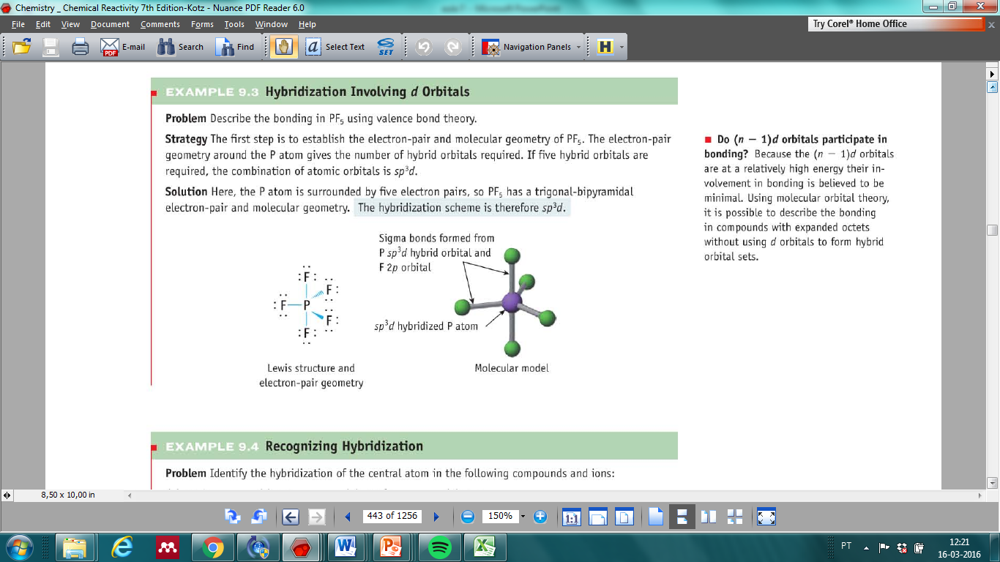 Chemistry _ Chemical Reactivity 7th Edition-Kotz - Nuance PDF Reader 6.0
File Edit View Document Comments Forms Tools Window Help
Try Corel® Home Office
PDF E-mail Search Find a Select Text SET Navigation Panels H
EXAMPLE 9.3 Hybridization Involving d Orbitals
Problem Describe the bonding in PF₅ using valence bond theory.
Strategy The first step is to establish the electron-pair and molecular geometry of PF₅. The electron-pair
geometry around the P atom gives the number of hybrid orbitals required. If five hybrid orbitals are
required, the combination of atomic orbitals is sp³d.
Solution Here, the P atom is surrounded by five electron pairs, so PF₅ has a trigonal-bipyramidal
electron-pair and molecular geometry. The hybridization scheme is therefore sp³d.
Sigma bonds formed from
P sp³d hybrid orbital and
F 2p orbital
:F:
F:
:F—P
F:
:F:
sp³d hybridized P atom
Lewis structure and
electron-pair geometry
Molecular model
■ Do (n − 1)d orbitals participate in
bonding? Because the (n − 1)d orbitals
are at a relatively high energy their in-
volvement in bonding is believed to be
minimal. Using molecular orbital theory,
it is possible to describe the bonding
in compounds with expanded octets
without using d orbitals to form hybrid
orbital sets.
EXAMPLE 9.4 Recognizing Hybridization
Problem Identify the hybridization of the central atom in the following compounds and ions:
8,50 x 10,00 in
443 of 1256 150% 1:1
PT 12:21
16-03-2016